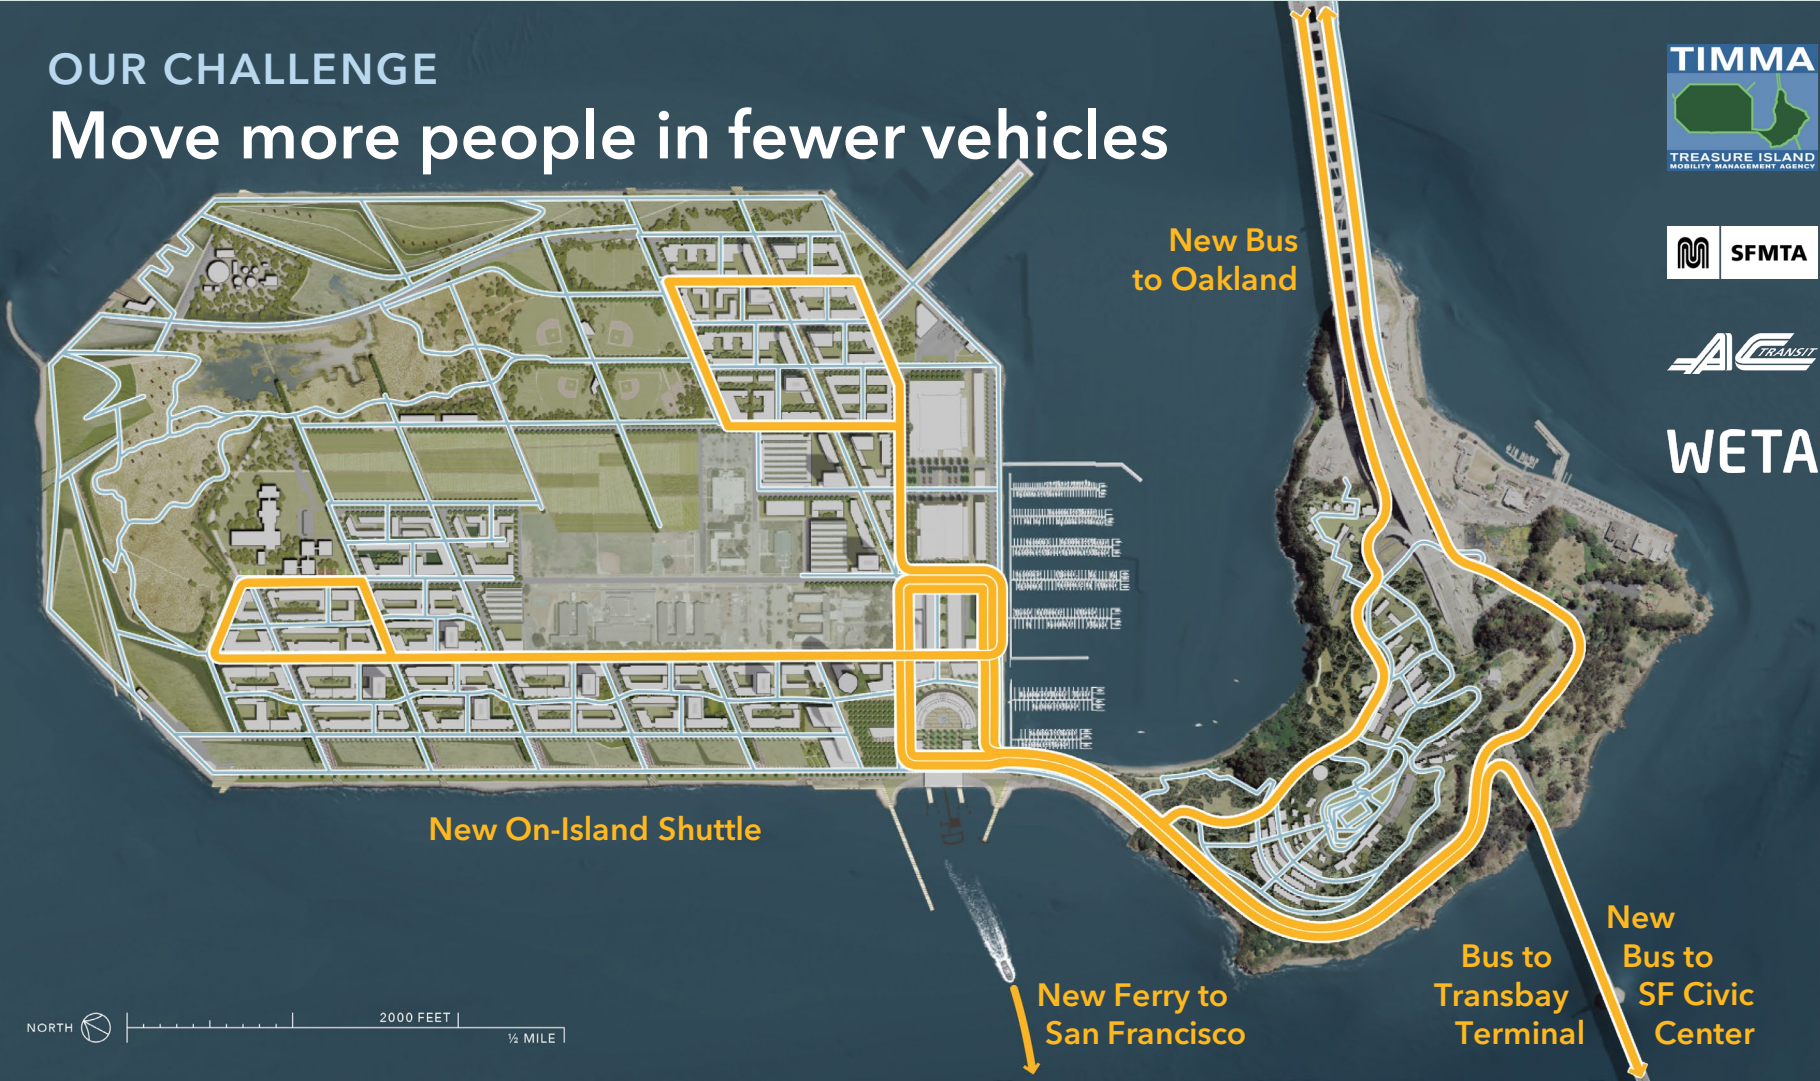 OUR CHALLENGE
Move more people in fewer vehicles
TIMMA
TREASURE ISLAND
MOBILITY MANAGEMENT AGENCY
SFMTA
AC TRANSIT
WETA
New Bus
to Oakland
New On-Island Shuttle
New Ferry to
San Francisco
Bus to
Transbay
Terminal
New
Bus to
SF Civic
Center
NORTH
2000 FEET
½ MILE